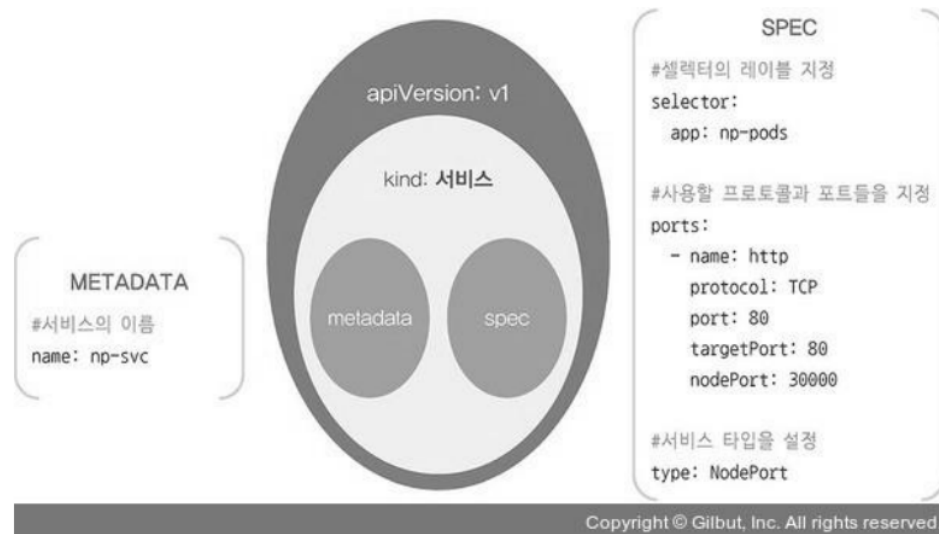 METADATA
#서비스의 이름
name: np-svc
apiVersion: v1
kind: 서비스
metadata
spec
SPEC
#셀렉터의 레이블 지정
selector:
app: np-pods
#사용할 프로토콜과 포트들을 지정
ports:
- name: http
protocol: TCP
port: 80
targetPort: 80
nodePort: 30000
#서비스 타입을 설정
type: NodePort
Copyright © Gilbut, Inc. All rights reserved